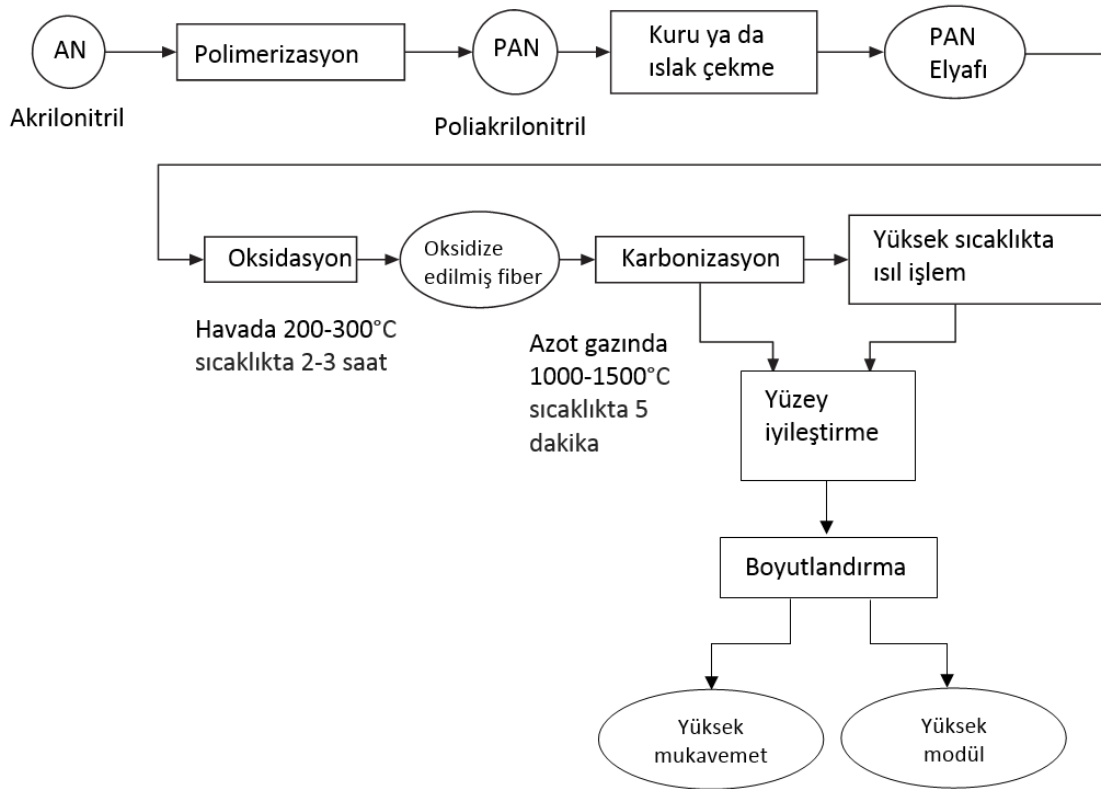 AN
Polimerizasyon
PAN
Kuru ya da
ıslak çekme
PAN
Elyafı
Akrilonitril
Poliakrilonitril
Oksidasyon
Oksidize
edilmiş fiber
Karbonizasyon
Yüksek sıcaklıkta
ısıl işlem
Havada 200-300°C
sıcaklıkta 2-3 saat
Azot gazında
1000-1500°C
sıcaklıkta 5
dakika
Yüzey
iyileştirme
Boyutlandırma
Yüksek
mukavemet
Yüksek
modül